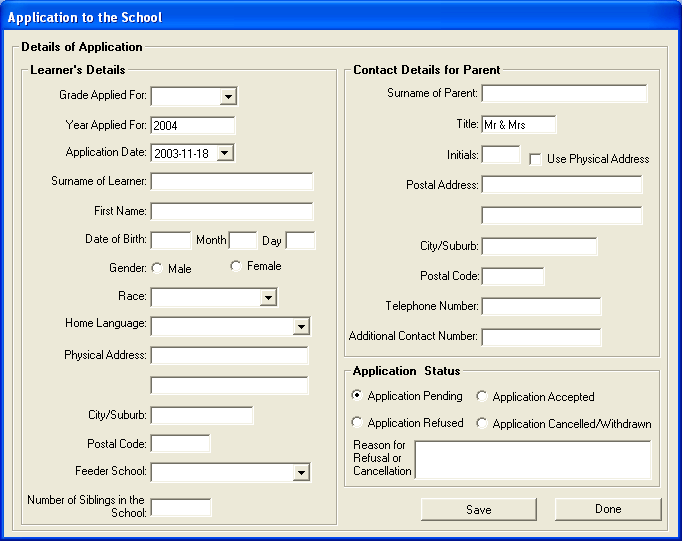 Application to the School
Details of Application
Learner's Details
Grade Applied For:
Year Applied For: 2004
Application Date: 2003-11-18
Surname of Learner:
First Name:
Date of Birth: Month Day
Gender: Male Female
Race:
Home Language:
Physical Address:
City/Suburb:
Postal Code:
Feeder School:
Number of Siblings in the
School:
Contact Details for Parent
Surname of Parent:
Title: Mr & Mrs
Initials: Use Physical Address
Postal Address:
City/Suburb:
Postal Code:
Telephone Number:
Additional Contact Number:
Application Status
Application Pending Application Accepted
Application Refused Application Cancelled/Withdrawn
Reason for
Refusal or
Cancellation
Save Done